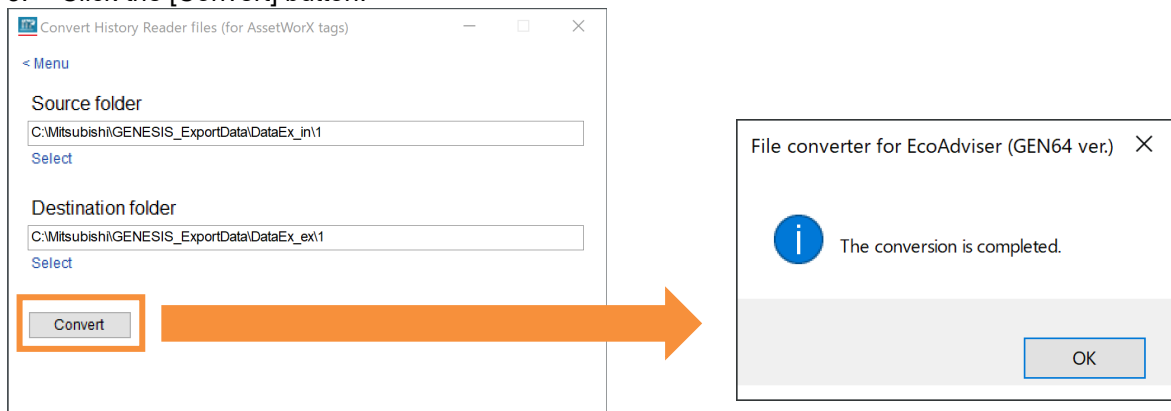 Convert History Reader files (for AssetWorX tags)
< Menu
Source folder
C:\Mitsubishi\GENESIS_ExportData\DataEx_in\1
Select
Destination folder
C:\Mitsubishi\GENESIS_ExportData\DataEx_ex\1
Select
Convert
File converter for EcoAdviser (GEN64 ver.)
The conversion is completed.
OK